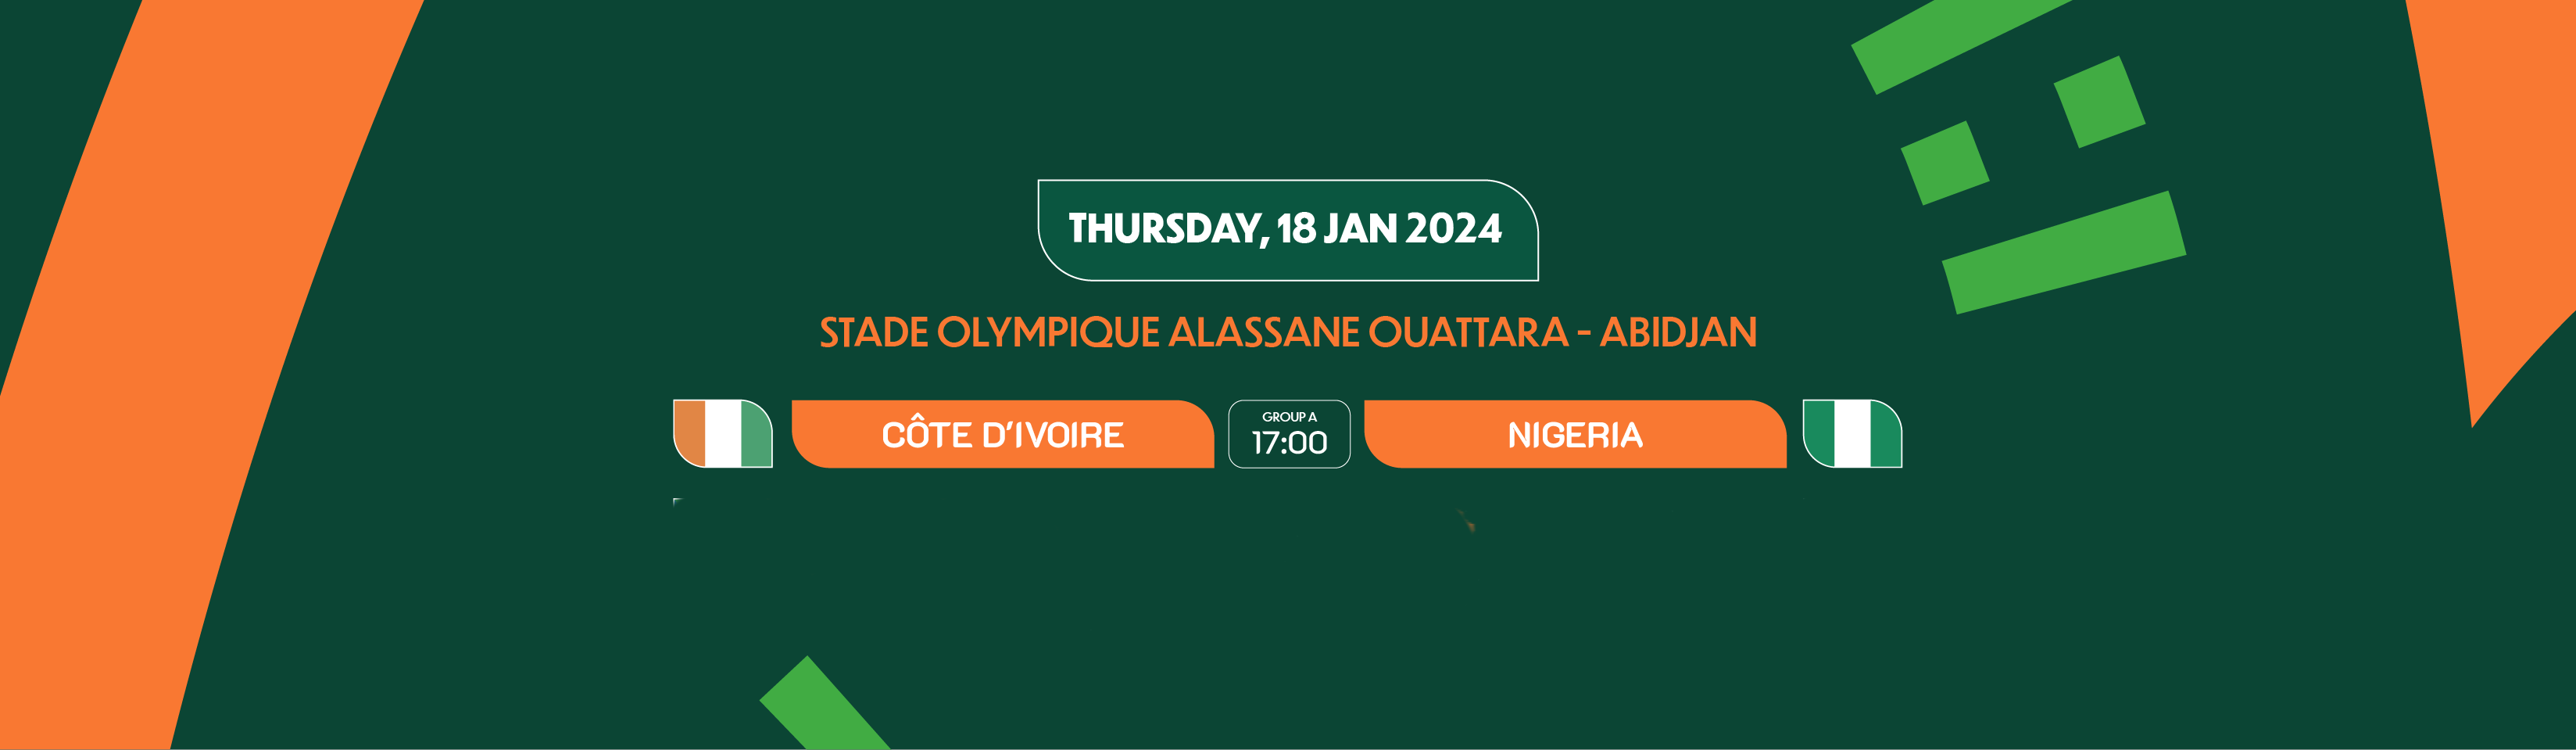 THURSDAY, 18 JAN 2024
STADE OLYMPIQUE ALASSANE OUATTARA - ABIDJAN
CÔTE D'IVOIRE
GROUP A
17:00
NIGERIA